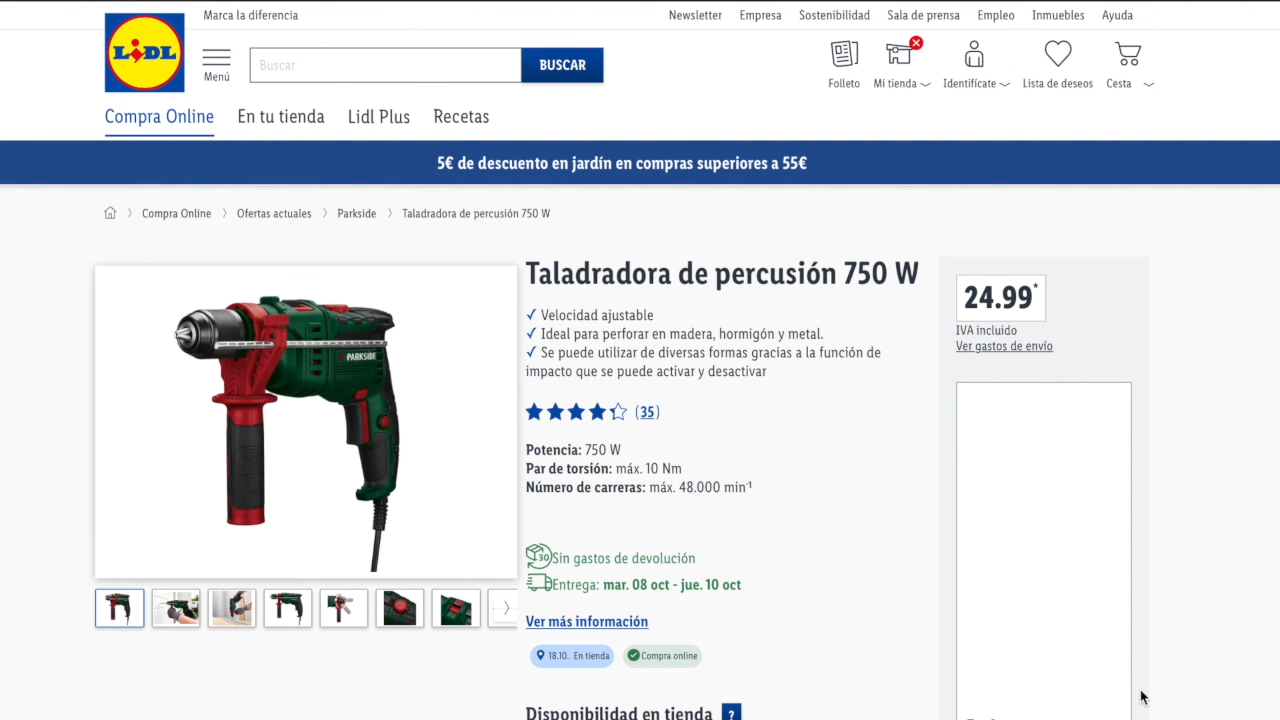 Marca la diferencia
Newsletter
Empresa
Sostenibilidad
Sala de prensa
Empleo
Inmuebles
Ayuda
LiDL
Menú
Buscar
BUSCAR
Folleto
Mi tienda
Identifícate
Lista de deseos
Cesta
Compra Online
En tu tienda
Lidl Plus
Recetas
5€ de descuento en jardín en compras superiores a 55€
Compra Online
Ofertas actuales
Parkside
Taladradora de percusión 750 W
PARKSIDE
Taladradora de percusión 750 W
✓ Velocidad ajustable
✓ Ideal para perforar en madera, hormigón y metal.
✓ Se puede utilizar de diversas formas gracias a la función de
impacto que se puede activar y desactivar
(35)
Potencia: 750 W
Par de torsión: máx. 10 Nm
Número de carreras: máx. 48.000 min⁻¹
30 Sin gastos de devolución
Entrega: mar. 08 oct - jue. 10 oct
Ver más información
18.10. En tienda
Compra online
Disponibilidad en tienda ?
24.99*
IVA incluido
Ver gastos de envío